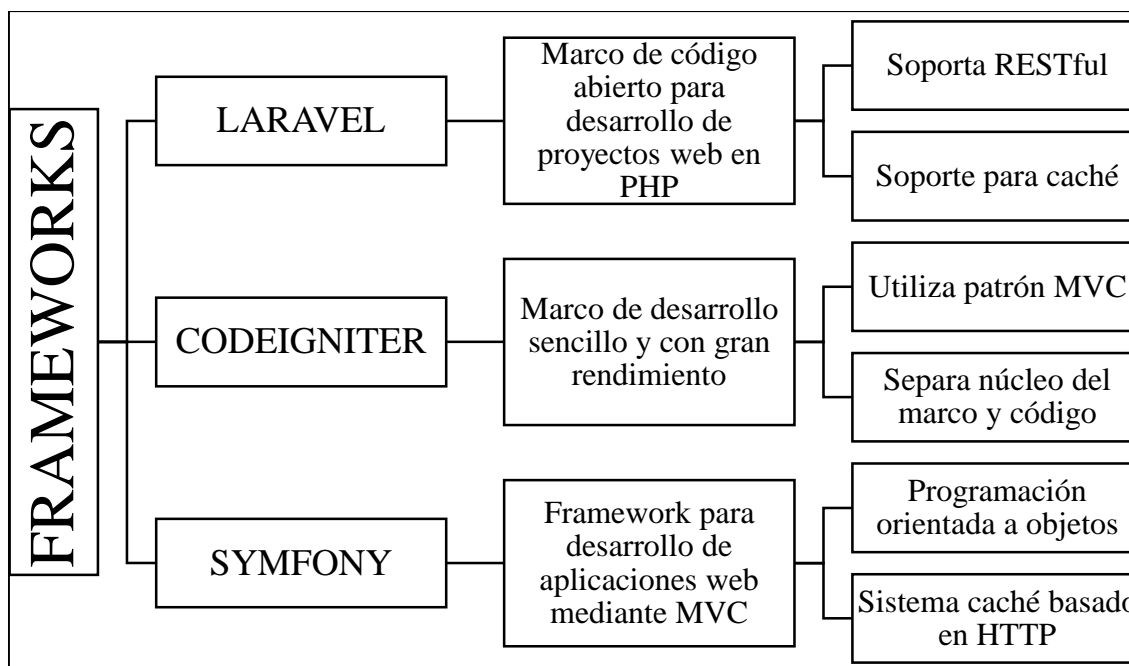 FRAMEWORKS
LARAVEL
Marco de código
abierto para
desarrollo de
proyectos web en
PHP
Soporta RESTful
Soporte para caché
CODEIGNITER
Marco de desarrollo
sencillo y con gran
rendimiento
Utiliza patrón MVC
Separa núcleo del
marco y código
SYMFONY
Framework para
desarrollo de
aplicaciones web
mediante MVC
Programación
orientada a objetos
Sistema caché basado
en HTTP